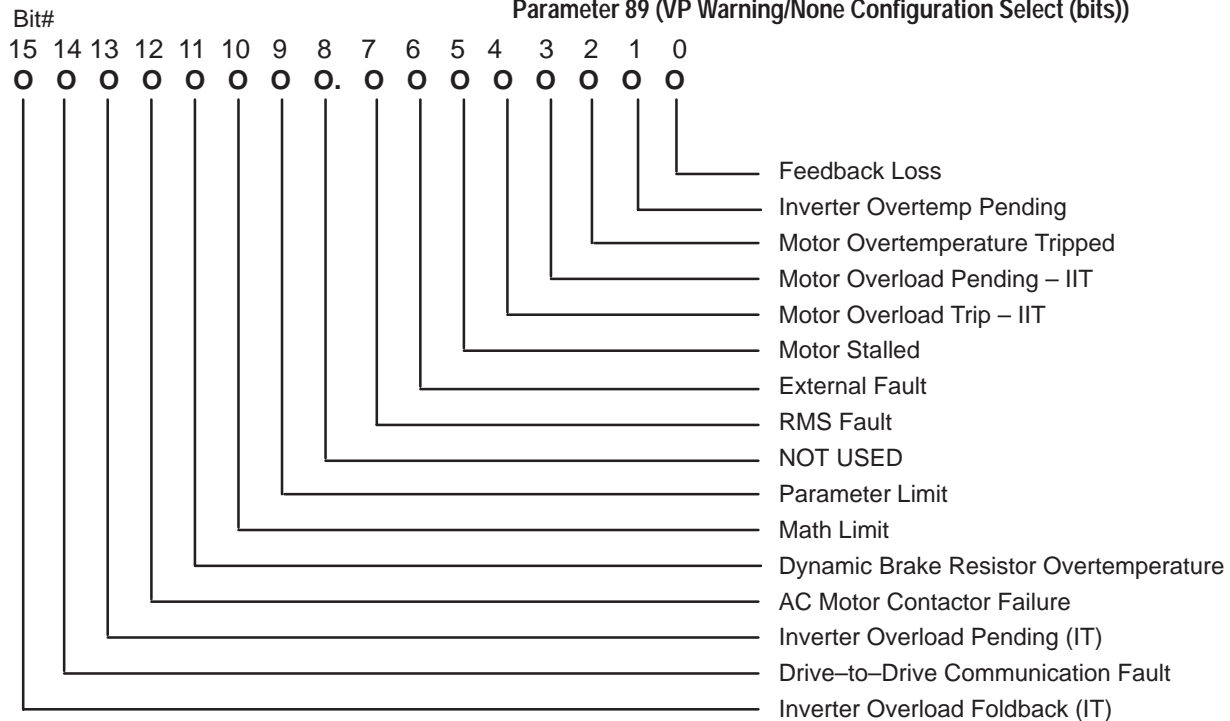 Parameter 89 (VP Warning/None Configuration Select (bits))
Bit#
15 14 13 12 11 10 9 8 7 6 5 4 3 2 1 0
O O O O O O O O. O O O O O O O O
Feedback Loss
Inverter Overtemp Pending
Motor Overtemperature Tripped
Motor Overload Pending – IIT
Motor Overload Trip – IIT
Motor Stalled
External Fault
RMS Fault
NOT USED
Parameter Limit
Math Limit
Dynamic Brake Resistor Overtemperature
AC Motor Contactor Failure
Inverter Overload Pending (IT)
Drive–to–Drive Communication Fault
Inverter Overload Foldback (IT)